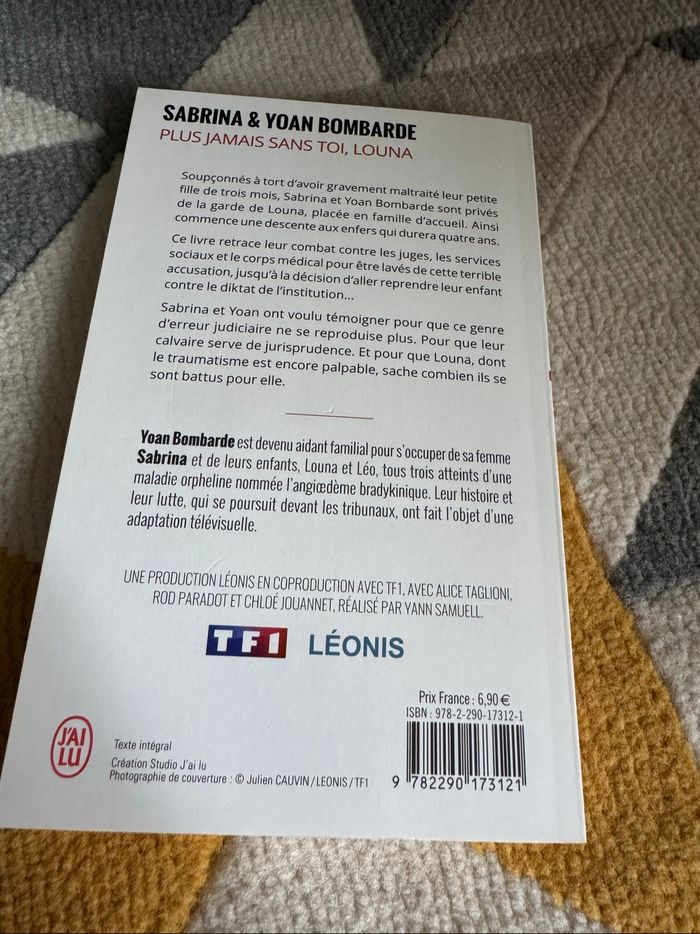 SABRINA & YOAN BOMBARDE
PLUS JAMAIS SANS TOI, LOUNA
Soupçonnés à tort d'avoir gravement maltraité leur petite
fille de trois mois, Sabrina et Yoan Bombarde sont privés
de la garde de Louna, placée en famille d'accueil. Ainsi
commence une descente aux enfers qui durera quatre ans.
Ce livre retrace leur combat contre les juges, les services
sociaux et le corps médical pour être lavés de cette terrible
accusation, jusqu'à la décision d'aller reprendre leur enfant
contre le diktat de l'institution...
Sabrina et Yoan ont voulu témoigner pour que ce genre
d'erreur judiciaire ne se reproduise plus. Pour que leur
calvaire serve de jurisprudence. Et pour que Louna, dont
le traumatisme est encore palpable, sache combien ils se
sont battus pour elle.
Yoan Bombarde est devenu aidant familial pour s'occuper de sa femme
Sabrina et de leurs enfants, Louna et Léo, tous trois atteints d'une
maladie orpheline nommée l'angiœdème bradykinique. Leur histoire et
leur lutte, qui se poursuit devant les tribunaux, ont fait l'objet d'une
adaptation télévisuelle.
UNE PRODUCTION LÉONIS EN COPRODUCTION AVEC TF1, AVEC ALICE TAGLIONI,
ROD PARADOT ET CHLOÉ JOUANNET, RÉALISÉ PAR YANN SAMUELL.
TF1 LÉONIS
Prix France : 6,90 €
ISBN : 978-2-290-17312-1
J'AI
LU
Texte intégral
Création Studio J'ai lu
Photographie de couverture : © Julien CAUVIN / LEONIS / TF1
9 782290 173121